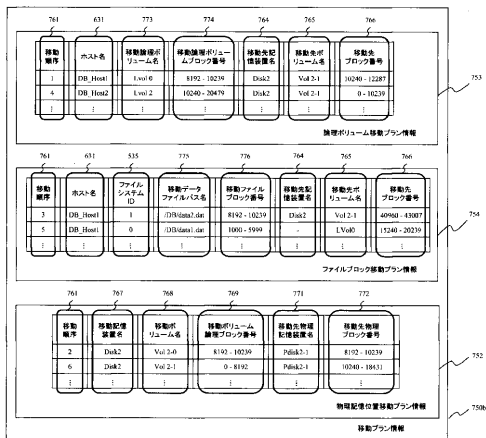 761 631 773 774 764 765 766
移動順序 ホスト名 移動論理ボリューム名 移動論理ボリュームブロック番号 移動先記憶装置名 移動先ボリューム名 移動先ブロック番号
1 DB_Host1 Lvol 0 8192 - 10239 Disk2 Vol 2-1 10240 - 12287
4 DB_Host2 Lvol 2 10240 - 20479 Disk2 Vol 2-1 0 - 10239
⋮ ⋮ ⋮ ⋮ ⋮ ⋮ ⋮
論理ボリューム移動プラン情報
753
761 631 535 775 776 764 765 766
移動順序 ホスト名 ファイルシステムID 移動データファイルパス名 移動ファイルブロック番号 移動先記憶装置名 移動先ボリューム名 移動先ブロック番号
3 DB_Host1 1 /DB/data2.dat 8192 - 10239 Disk2 Vol 2-1 40960 - 43007
5 DB_Host1 0 /DB/data1.dat 1000 - 5999 - LVol0 15240 - 20239
⋮ ⋮ ⋮ ⋮ ⋮ ⋮ ⋮ ⋮
ファイルブロック移動プラン情報
754
761 767 768 769 771 772
移動順序 移動記憶装置名 移動ボリューム名 移動ボリューム論理ブロック番号 移動先物理記憶装置名 移動先物理ブロック番号
2 Disk2 Vol 2-0 8192 - 10239 Pdisk2-1 8192 - 10239
6 Disk2 Vol 2-1 0 - 8192 Pdisk2-1 10240 - 18431
⋮ ⋮ ⋮ ⋮ ⋮ ⋮
物理記憶位置移動プラン情報
752
移動プラン情報
750b